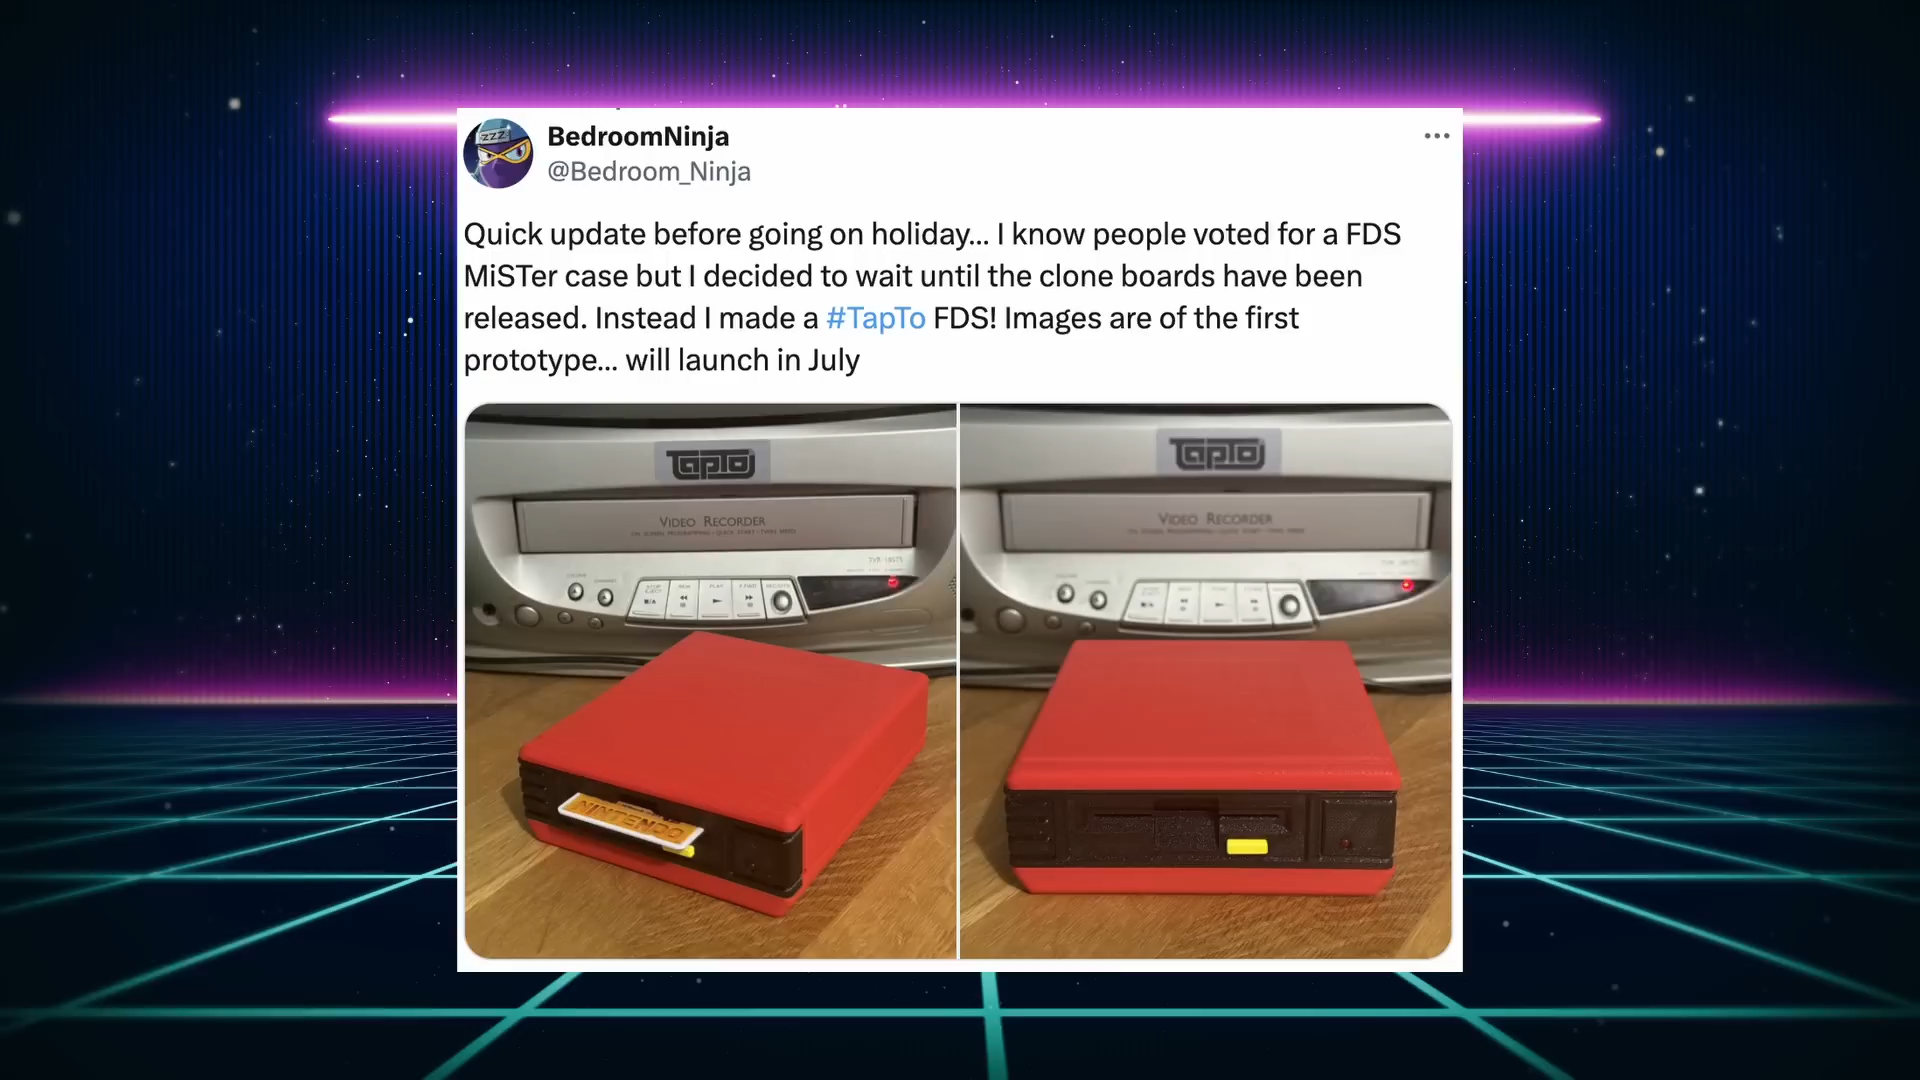 ZZZ
BedroomNinja
@Bedroom_Ninja
Quick update before going on holiday... I know people voted for a FDS
MiSTer case but I decided to wait until the clone boards have been
released. Instead I made a #TapTo FDS! Images are of the first
prototype... will launch in July
TapTo
VIDEO RECORDER
PLAY
NINTENDO
TapTo
VIDEO RECORDER